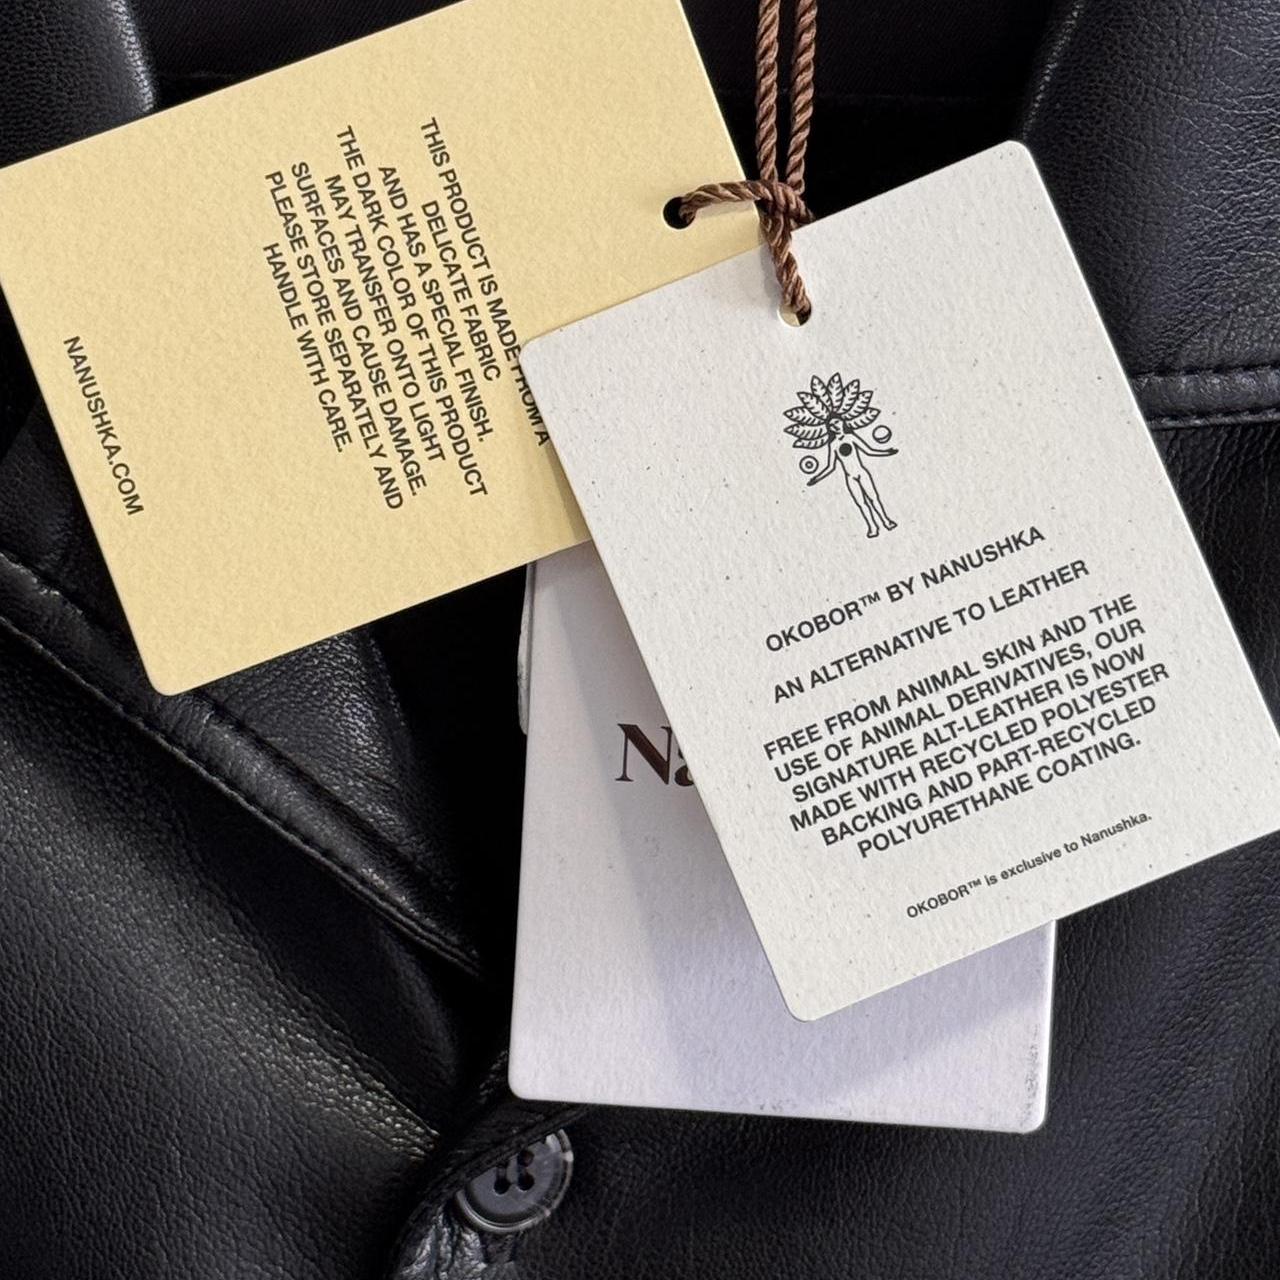 THIS PRODUCT IS MADE FROM A
DELICATE FABRIC
AND HAS A SPECIAL FINISH.
THE DARK COLOR OF THIS PRODUCT
MAY TRANSFER ONTO LIGHT
SURFACES AND CAUSE DAMAGE.
PLEASE STORE SEPARATELY AND
HANDLE WITH CARE.
NANUSHKA.COM
OKOBOR™ BY NANUSHKA
AN ALTERNATIVE TO LEATHER
FREE FROM ANIMAL SKIN AND THE
USE OF ANIMAL DERIVATIVES, OUR
SIGNATURE ALT-LEATHER IS NOW
MADE WITH RECYCLED POLYESTER
BACKING AND PART-RECYCLED
POLYURETHANE COATING.
OKOBOR™ is exclusive to Nanushka.